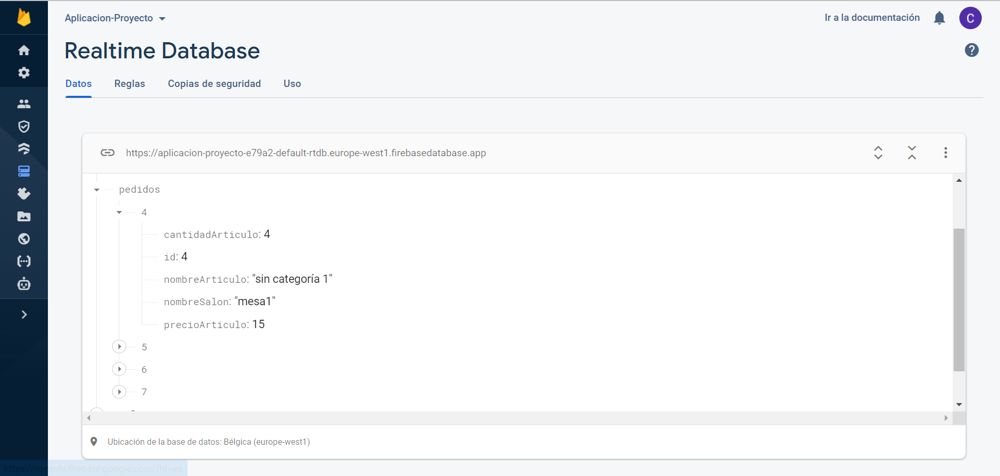 Aplicacion-Proyecto
Ir a la documentación
C
Realtime Database
?
Datos Reglas Copias de seguridad Uso
https://aplicacion-proyecto-e79a2-default-rtdb.europe-west1.firebasedatabase.app
pedidos
4
cantidadArticulo: 4
id: 4
nombreArticulo: "sin categoría 1"
nombreSalon: "mesa1"
precioArticulo: 15
5
6
7
Ubicación de la base de datos: Bélgica (europe-west1)
https://console.firebase.google.com/?hl=es